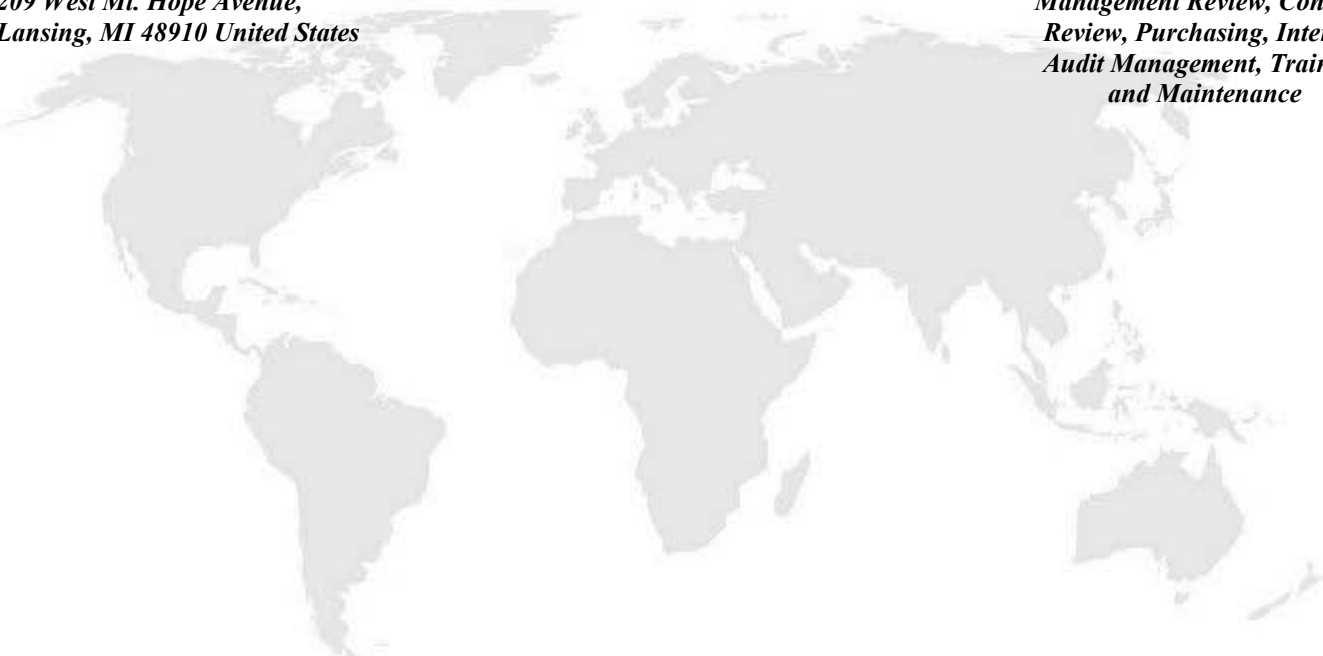 209 West Mt. Hope Avenue,
Lansing, MI 48910 United States
Management Review, Con
Review, Purchasing, Inter
Audit Management, Train
and Maintenance